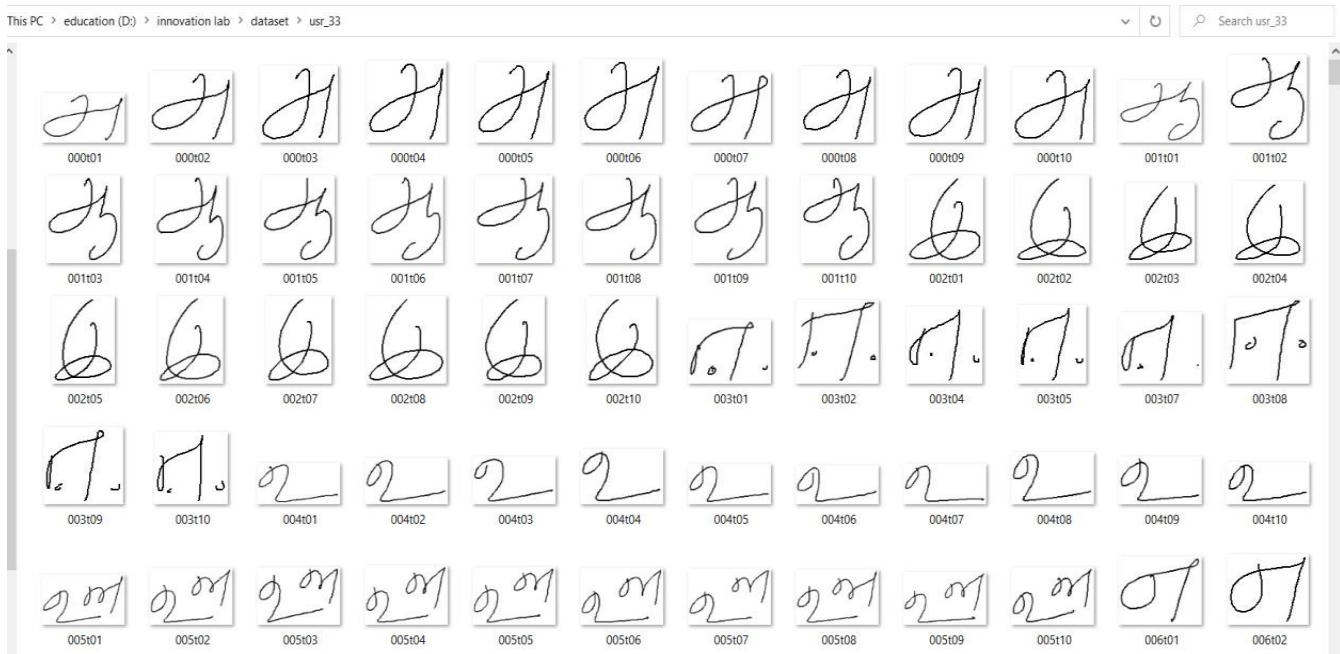 This PC > education (D:) > innovation lab > dataset > usr_33 Search usr_33
அ அ அ அ அ அ அ அ அ அ ஆ ஆ
000t01 000t02 000t03 000t04 000t05 000t06 000t07 000t08 000t09 000t10 001t01 001t02
ஆ ஆ ஆ ஆ ஆ ஆ ஆ ஆ இ இ இ இ
001t03 001t04 001t05 001t06 001t07 001t08 001t09 001t10 002t01 002t02 002t03 002t04
இ இ இ இ இ இ ஈ ஈ ஈ ஈ ஈ ஈ
002t05 002t06 002t07 002t08 002t09 002t10 003t01 003t02 003t04 003t05 003t07 003t08
ஈ ஈ உ உ உ உ உ உ உ உ உ உ
003t09 003t10 004t01 004t02 004t03 004t04 004t05 004t06 004t07 004t08 004t09 004t10
ஊ ஊ ஊ ஊ ஊ ஊ ஊ ஊ ஊ ஊ எ எ
005t01 005t02 005t03 005t04 005t05 005t06 005t07 005t08 005t09 005t10 006t01 006t02